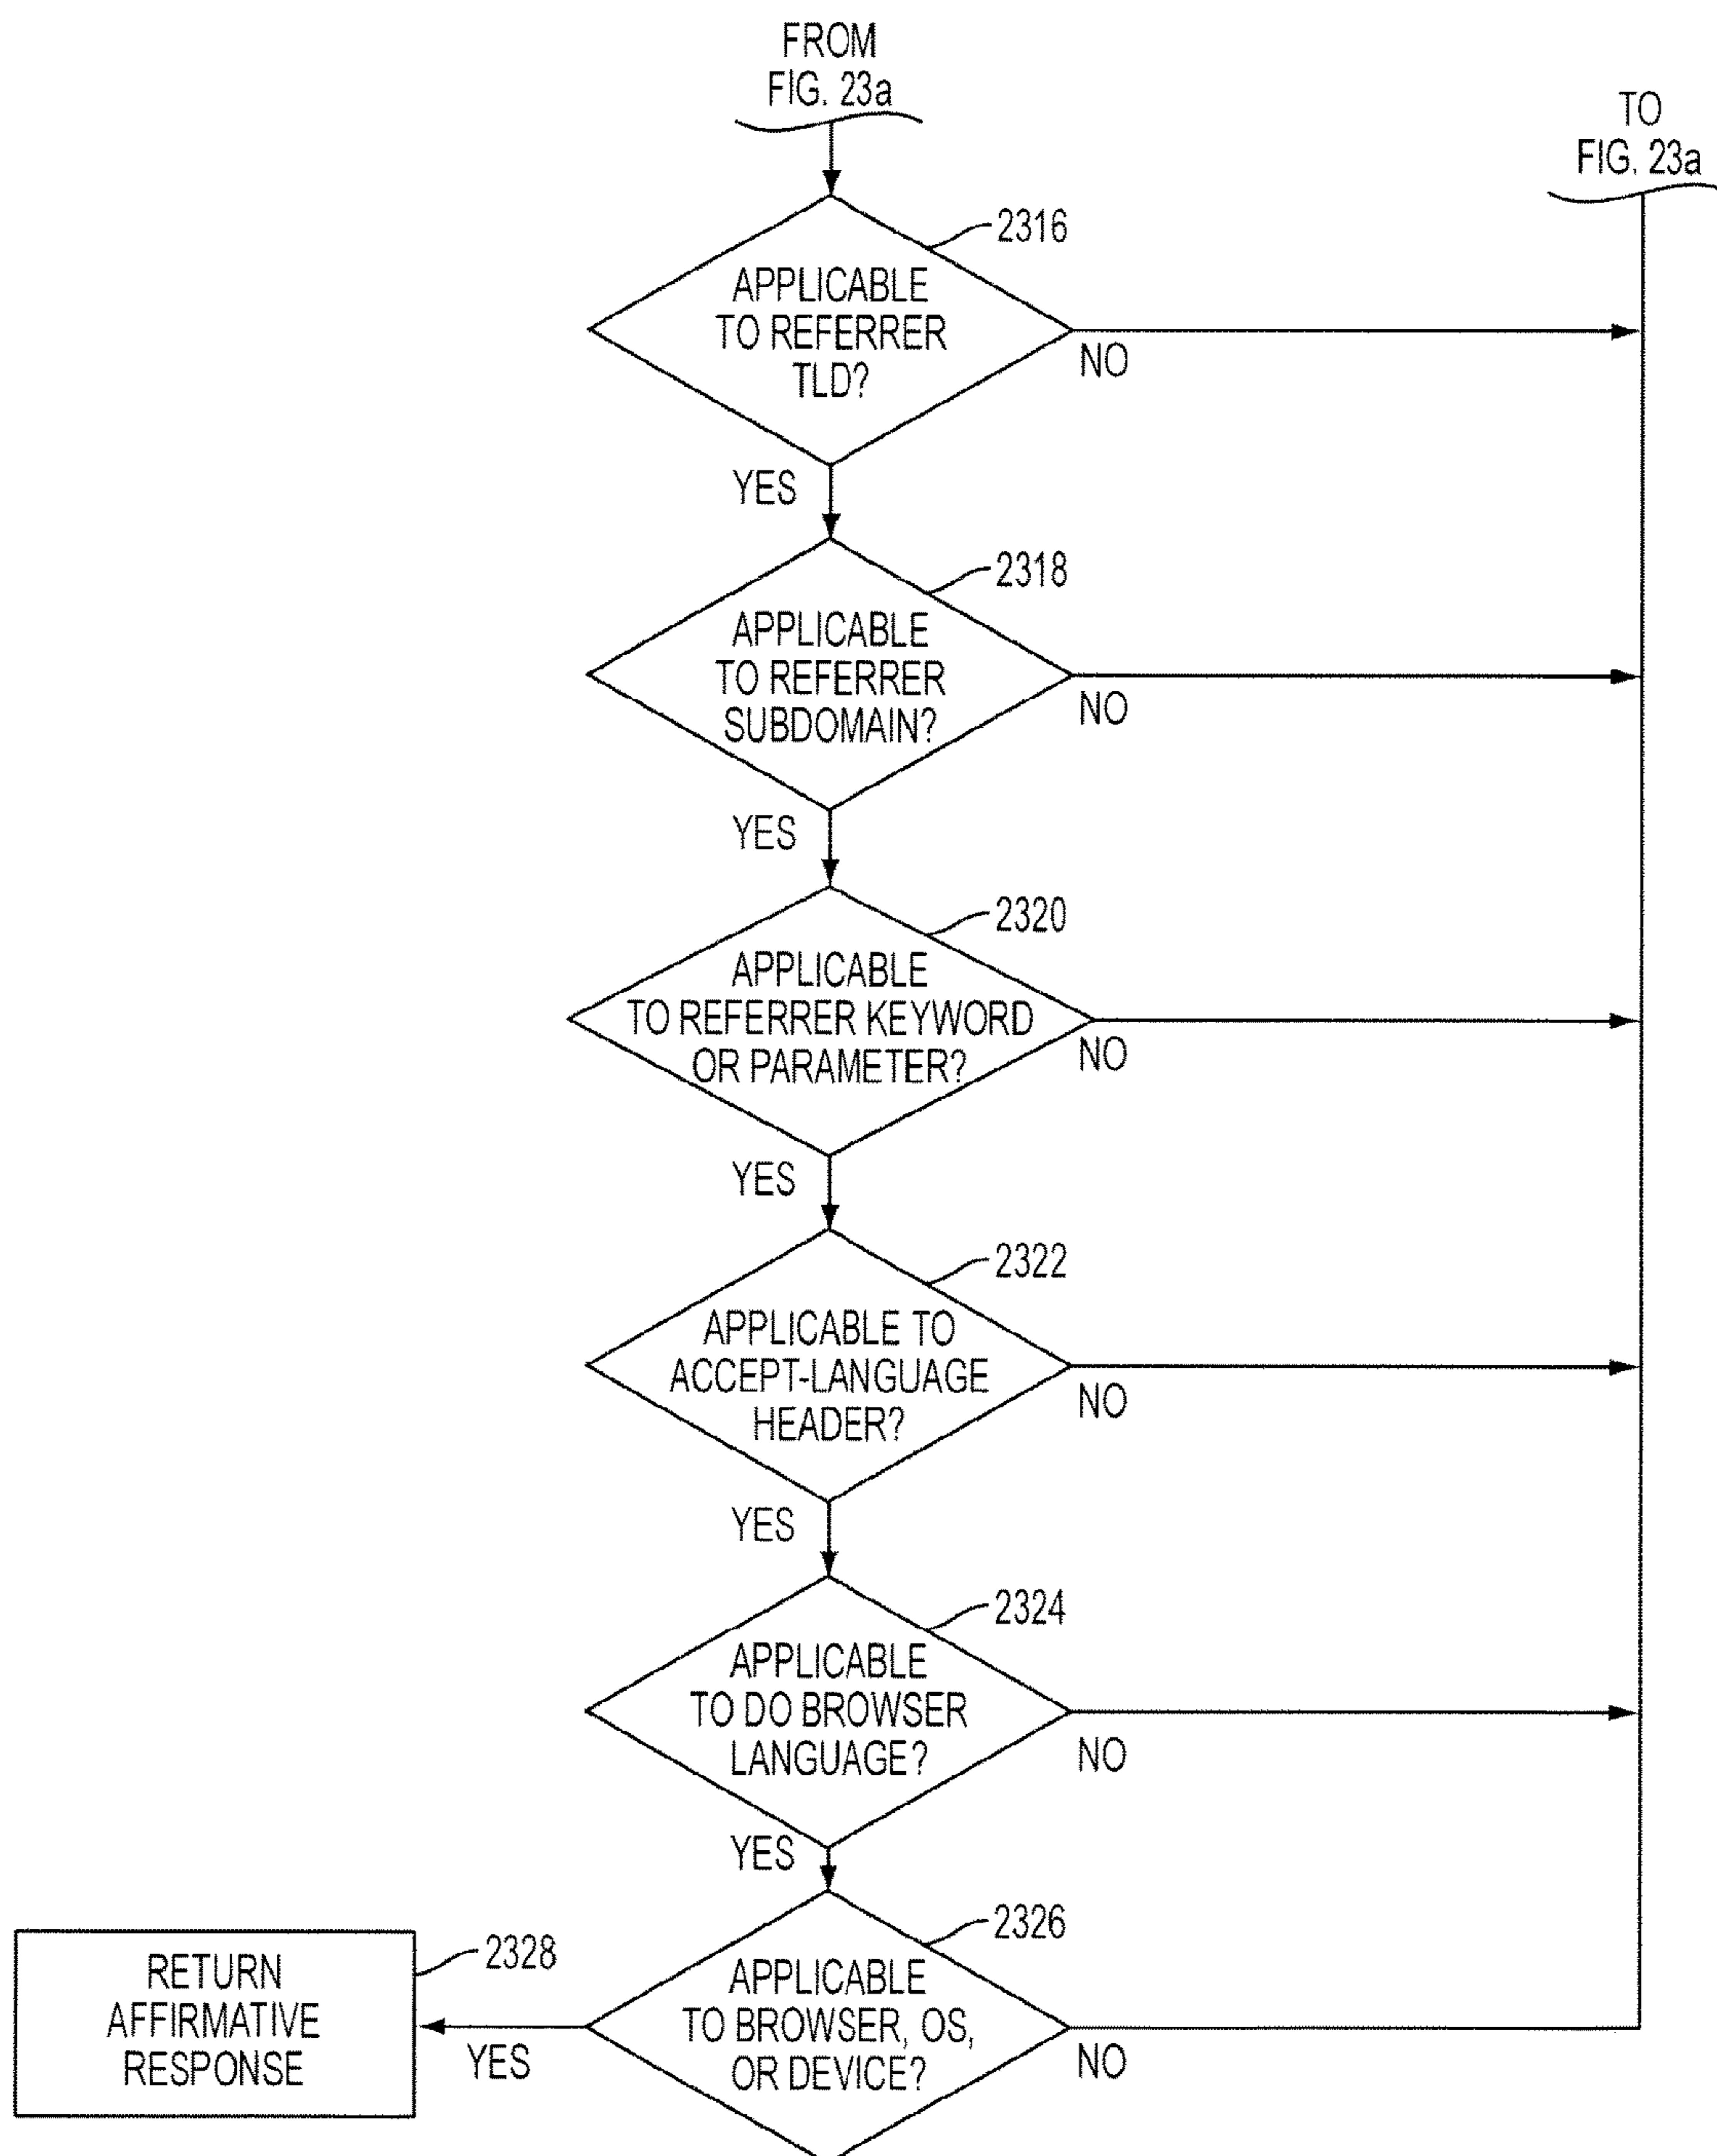 FROM
FIG. 23a
TO
FIG. 23a
2316
APPLICABLE
TO REFERRER
TLD?
NO
YES
2318
APPLICABLE
TO REFERRER
SUBDOMAIN?
NO
YES
2320
APPLICABLE
TO REFERRER KEYWORD
OR PARAMETER?
NO
YES
2322
APPLICABLE TO
ACCEPT-LANGUAGE
HEADER?
NO
YES
2324
APPLICABLE
TO DO BROWSER
LANGUAGE?
NO
YES
2326
APPLICABLE
TO BROWSER, OS,
OR DEVICE?
NO
YES
2328
RETURN
AFFIRMATIVE
RESPONSE